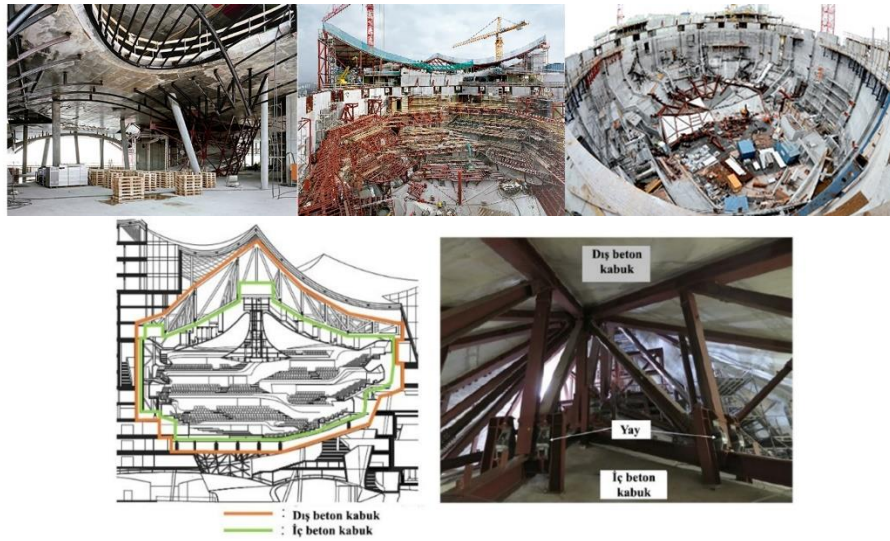 Dış beton
kabuk
Yay
İç beton
kabuk
: Dış beton kabuk
: İç beton kabuk